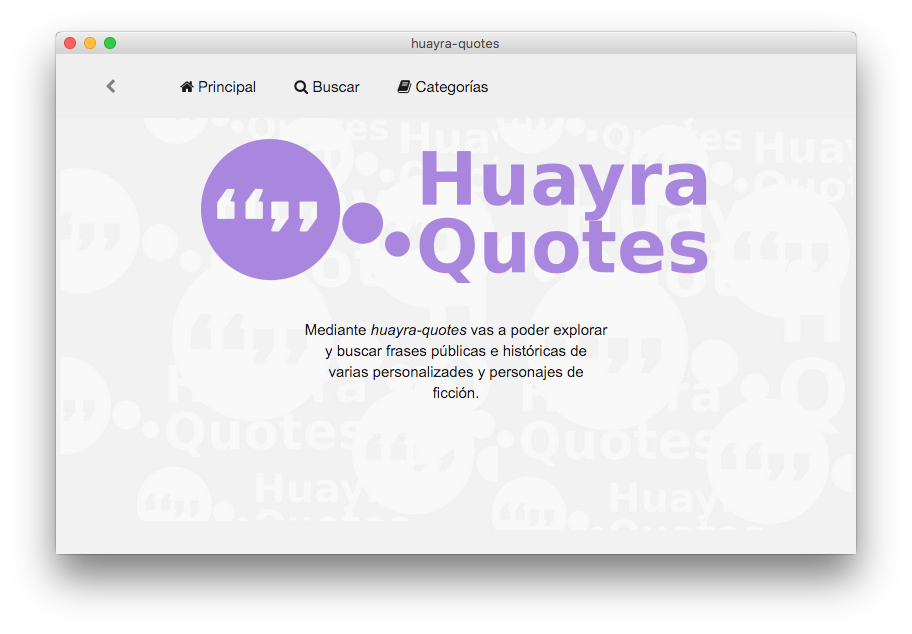 huayra-quotes
Principal Buscar Categorías
“„
Huayra
Quotes
Mediante huayra-quotes vas a poder explorar
y buscar frases públicas e históricas de
varias personalizades y personajes de
ficción.